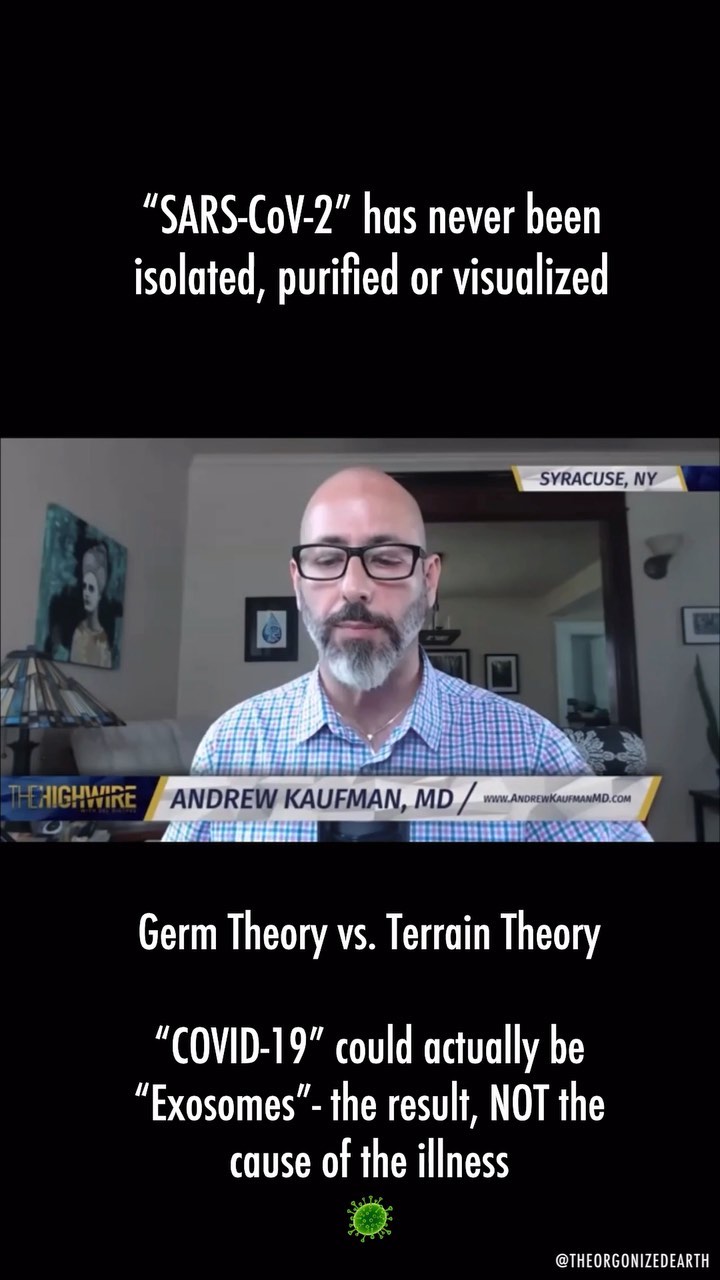 “SARS-CoV-2” has never been
isolated, purified or visualized
SYRACUSE, NY
THEHIGHWIRE
ANDREW KAUFMAN, MD / WWW.ANDREWKAUFMANMD.COM
Germ Theory vs. Terrain Theory
“COVID-19” could actually be
“Exosomes”- the result, NOT the
cause of the illness
@THEORGONIZEDEARTH